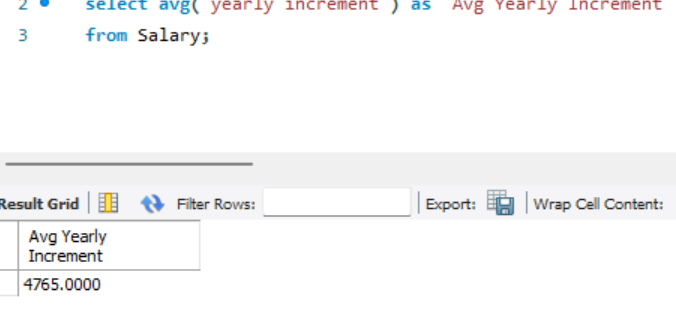 2 select avg( yearly increment ) as Avg Yearly Increment
3 from Salary;
Result Grid Filter Rows: Export: Wrap Cell Content:
Avg Yearly
Increment
4765.0000